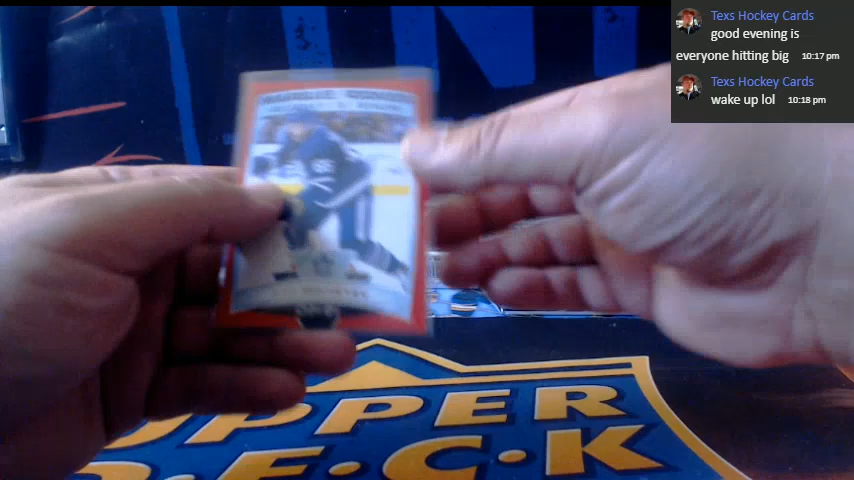 Texs Hockey Cards
good evening is
everyone hitting big 10:17 pm
Texs Hockey Cards
wake up lol 10:18 pm
UPPER
D•E•C•K